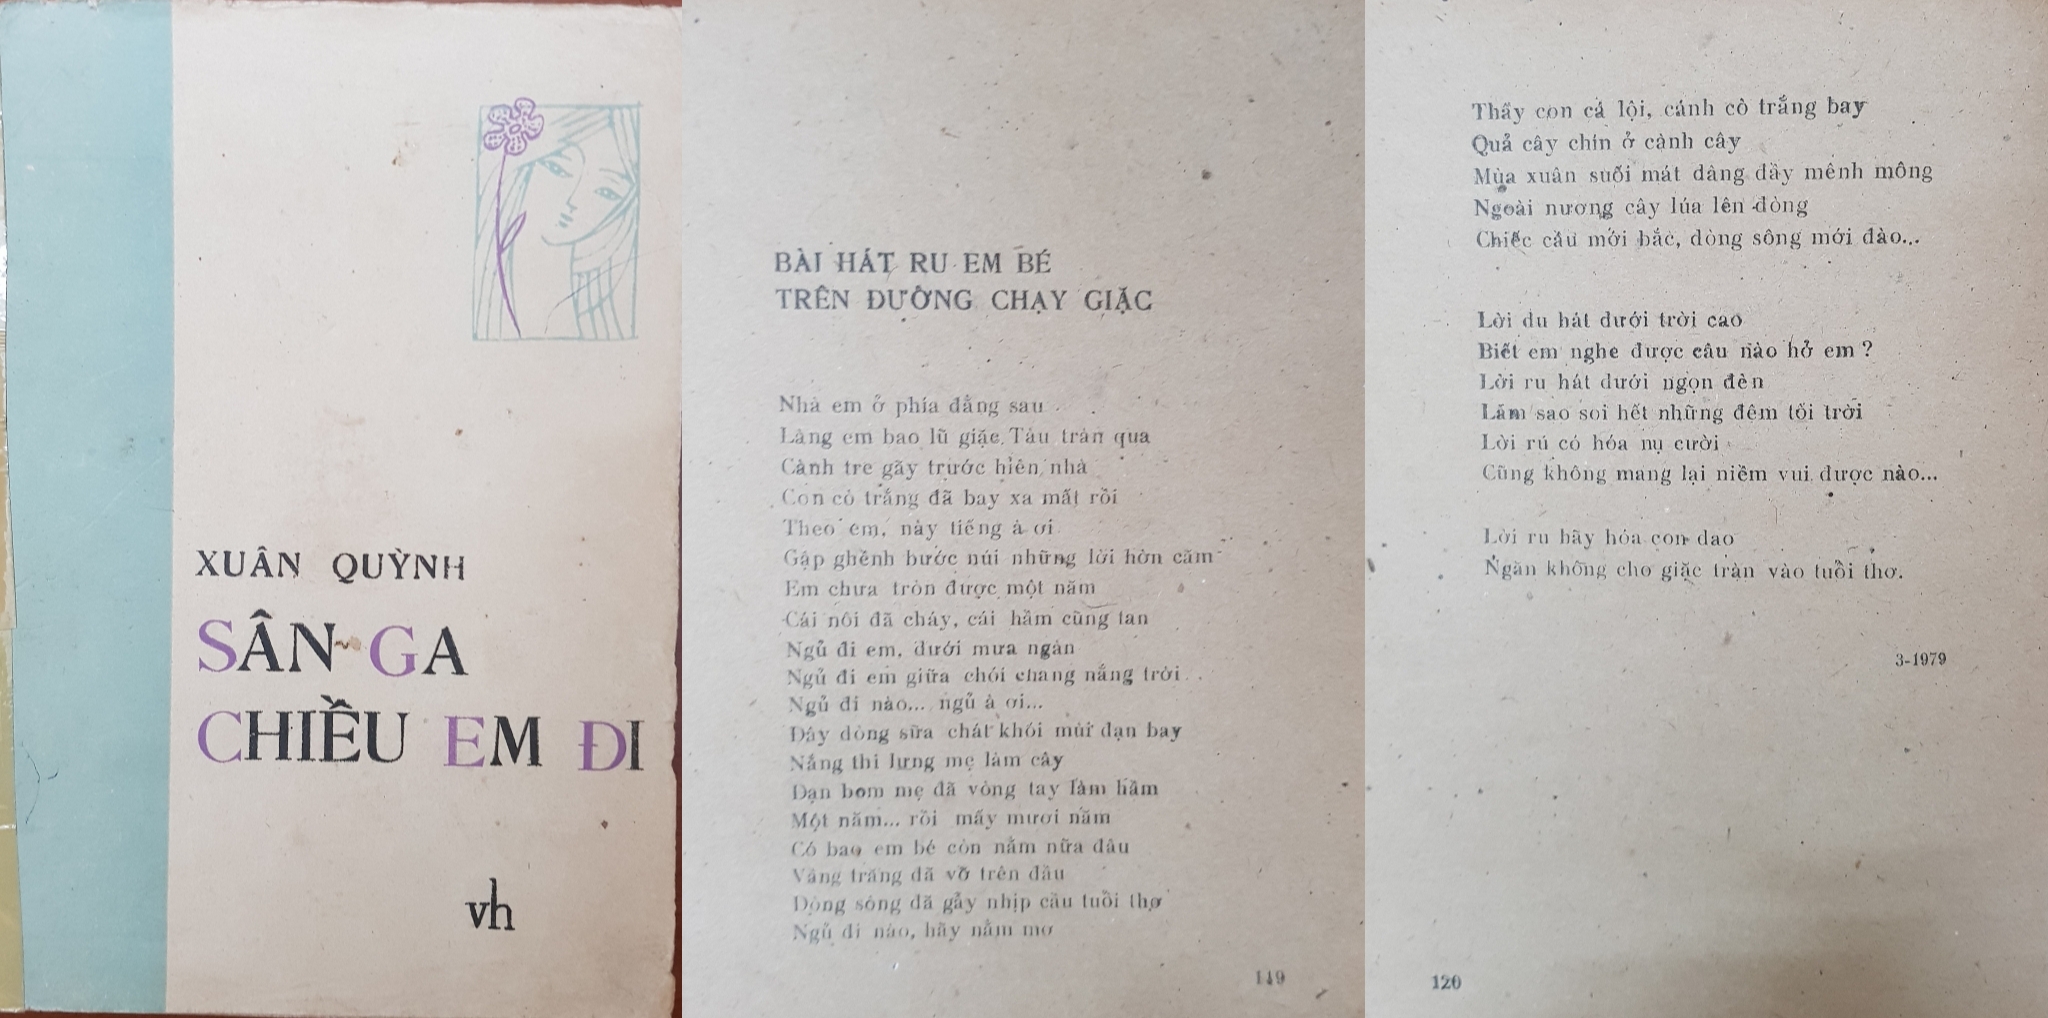 XUÂN QUỲNH
SÂN GA
CHIỀU EM ĐI
vh
BÀI HÁT RU EM BÉ
TRÊN ĐƯỜNG CHẠY GIẶC
Nhà em ở phía đằng sau
Làng em bao lũ giặc Tàu tràn qua
Cành tre gãy trước hiên nhà
Con cò trắng đã bay xa mất rồi
Theo em, này tiếng à ơi
Gập ghềnh bước núi những lời hờn căm
Em chưa tròn được một năm
Cái nôi đã cháy, cái hầm cũng tan
Ngủ đi em, dưới mưa ngàn
Ngủ đi em giữa chói chang nắng trời
Ngủ đi nào... ngủ à ơi...
Đây dòng sữa chát khói mùi đạn bay
Nắng thì lưng mẹ làm cây
Đạn bom mẹ đã vòng tay làm hầm
Một năm... rồi mấy mươi năm
Có bao em bé còn nằm nữa đâu
Vầng trăng đã vỡ trên đầu
Dòng sông đã gẫy nhịp cầu tuổi thơ
Ngủ đi nào, hãy nằm mơ
119
Thấy con cá lội, cánh cò trắng bay
Quả cây chín ở cành cây
Mùa xuân suối mát dâng đầy mênh mông
Ngoài nương cây lúa lên đòng
Chiếc cầu mới bắc, dòng sông mới đào...
Lời du hát dưới trời cao
Biết em nghe được câu nào hở em ?
Lời ru hát dưới ngọn đèn
Làm sao soi hết những đêm tối trời
Lời rú có hóa nụ cười
Cũng không mang lại niềm vui được nào...
Lời ru hãy hóa con dao
Ngăn không cho giặc tràn vào tuổi thơ.
3-1979
120